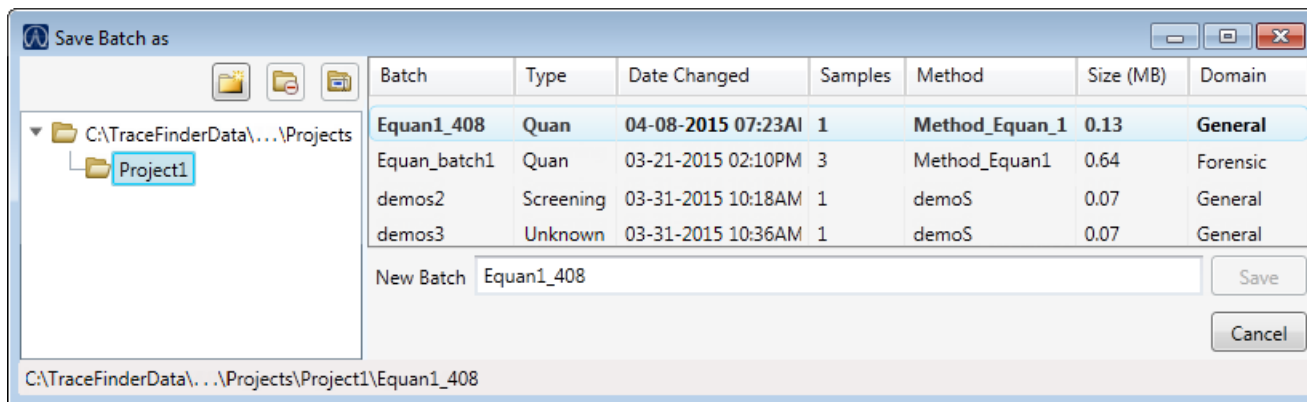 Save Batch as
Batch Type Date Changed Samples Method Size (MB) Domain
C:\TraceFinderData\. . .\Projects
Project1
Equan1_408 Quan 04-08-2015 07:23AI 1 Method_Equan_1 0.13 General
Equan_batch1 Quan 03-21-2015 02:10PM 3 Method_Equan1 0.64 Forensic
demos2 Screening 03-31-2015 10:18AM 1 demoS 0.07 General
demos3 Unknown 03-31-2015 10:36AM 1 demoS 0.07 General
New Batch Equan1_408 Save
Cancel
C:\TraceFinderData\. . .\Projects\Project1\Equan1_408